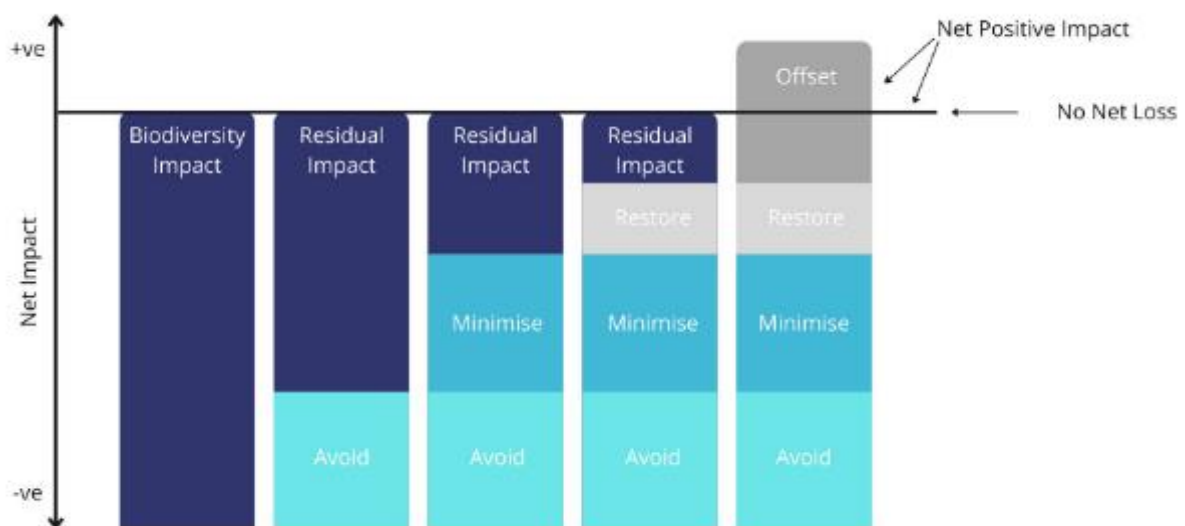 +ve
Net Positive Impact
Offset
No Net Loss
Biodiversity
Impact
Residual
Impact
Residual
Impact
Residual
Impact
Restore
Restore
Net Impact
Minimise
Minimise
Minimise
Avoid
Avoid
Avoid
Avoid
-ve